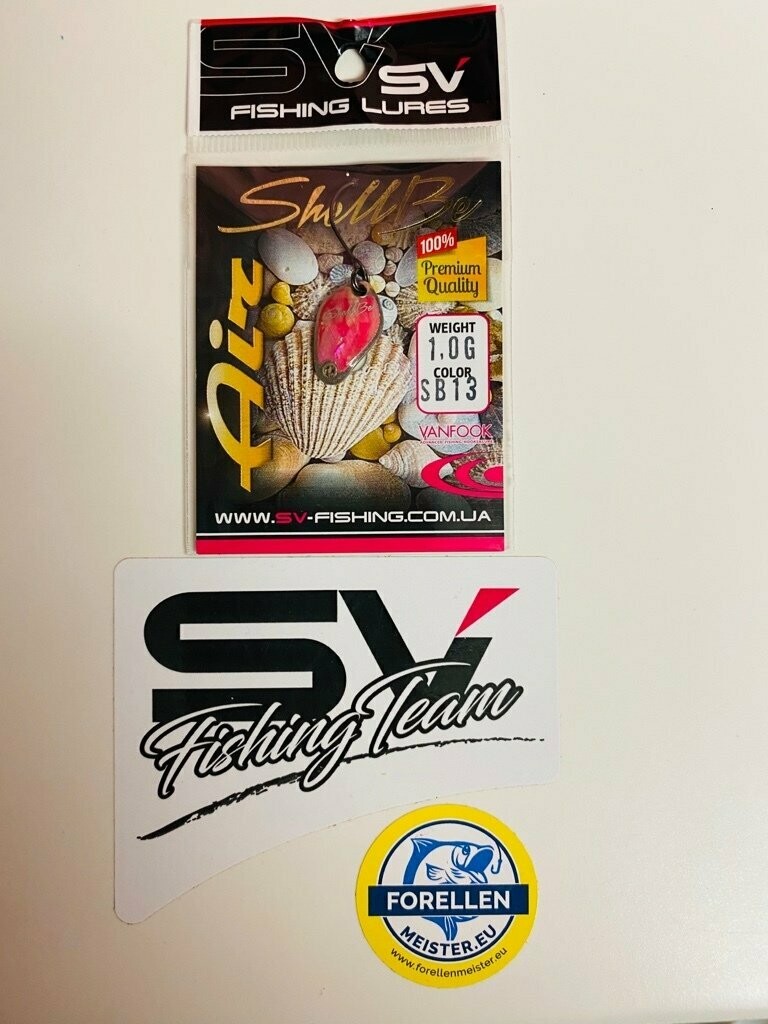 SV
SV
FISHING LURES
ShellBe
Air
100%
Premium
Quality
WEIGHT
1,0G
COLOR
SB13
ShellBe
VANFOOK
WWW.SV-FISHING.COM.UA
SV
Fishing Team
FORELLEN
MEISTER.EU
www.forellenmeister.eu